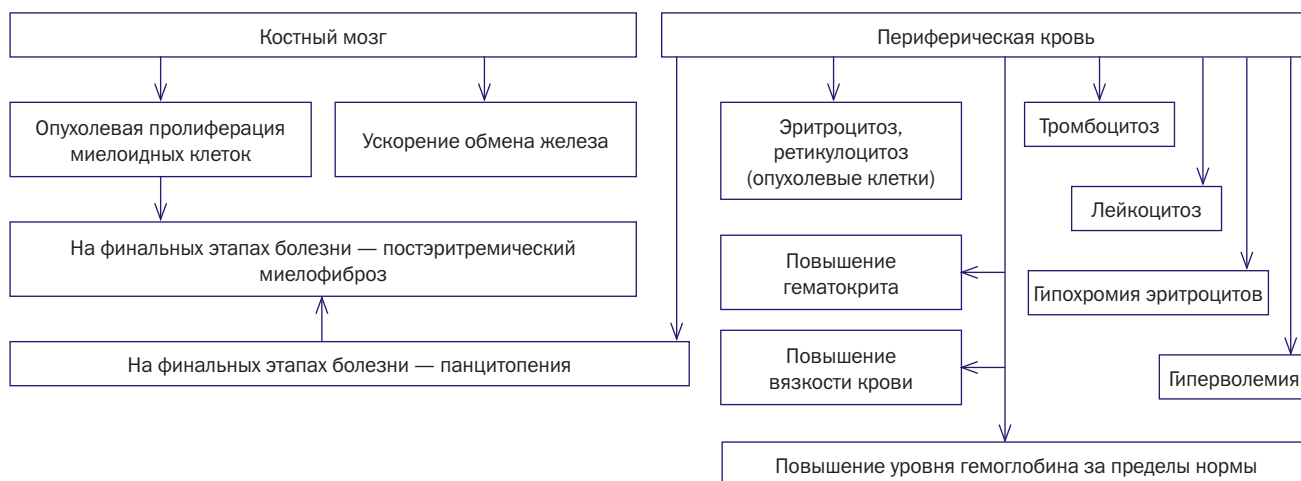 Костный мозг
Периферическая кровь
Опухолевая пролиферация
миелоидных клеток
Ускорение обмена железа
Эритроцитоз,
ретикулоцитоз
(опухолевые клетки)
Тромбоцитоз
Лейкоцитоз
На финальных этапах болезни — постэритремический
миелофиброз
Повышение
гематокрита
Гипохромия эритроцитов
На финальных этапах болезни — панцитопения
Повышение
вязкости крови
Гиперволемия
Повышение уровня гемоглобина за пределы нормы